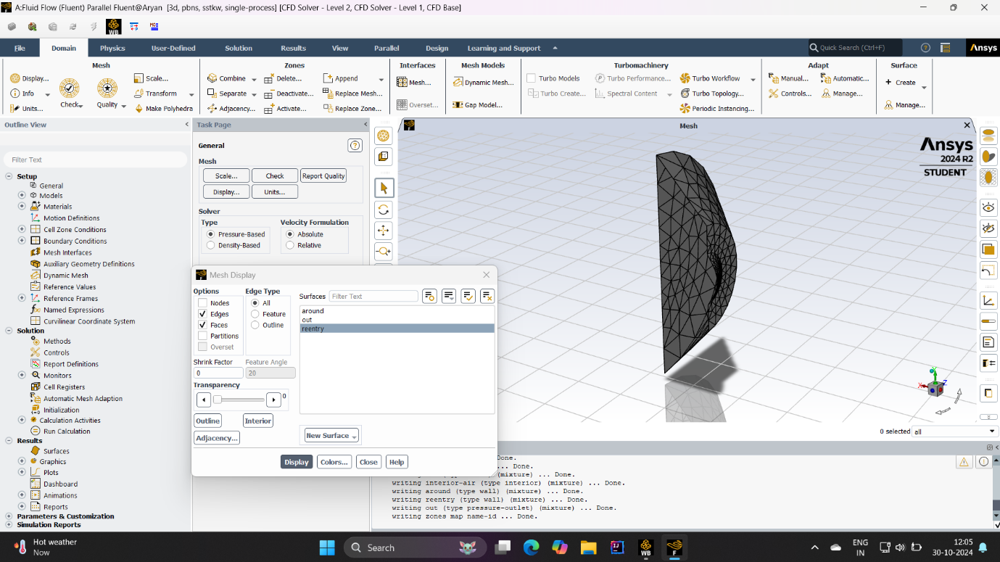 A:Fluid Flow (Fluent) Parallel Fluent@Aryan [3d, pbns, sstkw, single-process] [CFD Solver - Level 2, CFD Solver - Level 1, CFD Base]
WB
File Domain Physics User-Defined Solution Results View Parallel Design Learning and Support
Quick Search (Ctrl+F)
Ansys
Mesh
Display...
Info
Units...
Check
Quality
Scale...
Transform
Make Polyhedra
Zones
Combine
Separate
Adjacency...
Delete...
Deactivate...
Activate...
Append
Replace Mesh...
Replace Zone...
Interfaces
Mesh...
Overset...
Mesh Models
Dynamic Mesh...
Gap Model...
Turbomachinery
Turbo Models
Turbo Create...
Turbo Performance...
Spectral Content
Turbo Workflow
Turbo Topology...
Periodic Instancing...
Adapt
Manual...
Controls...
Automatic...
Manage...
Surface
+ Create
Manage...
Outline View
Filter Text
Setup
General
Models
Materials
Motion Definitions
Cell Zone Conditions
Boundary Conditions
Mesh Interfaces
Auxiliary Geometry Definitions
Dynamic Mesh
Reference Values
Reference Frames
Named Expressions
Curvilinear Coordinate System
Solution
Methods
Controls
Report Definitions
Monitors
Cell Registers
Automatic Mesh Adaption
Initialization
Calculation Activities
Run Calculation
Results
Surfaces
Graphics
Plots
Dashboard
Animations
Reports
Parameters & Customization
Simulation Reports
Task Page
General
Mesh
Scale... Check Report Quality
Display... Units...
Solver
Type
Pressure-Based
Density-Based
Velocity Formulation
Absolute
Relative
Mesh Display
Options
Nodes
Edges
Faces
Partitions
Overset
Edge Type
All
Feature
Outline
Shrink Factor
0
Feature Angle
20
Transparency
0
Outline Interior
Adjacency...
Surfaces Filter Text
around
out
reentry
New Surface
Display Colors... Close Help
Mesh
Ansys
2024 R2
STUDENT
X Y Z
0 selected all
Done.
... Done.
(mixture) ... Done.
writing interior-air (type interior) (mixture) ... Done.
writing around (type wall) (mixture) ... Done.
writing reentry (type wall) (mixture) ... Done.
writing out (type pressure-outlet) (mixture) ... Done.
writing zones map name-id ... Done.
Hot weather
Now
Search
WB
ENG
IN
12:05
30-10-2024